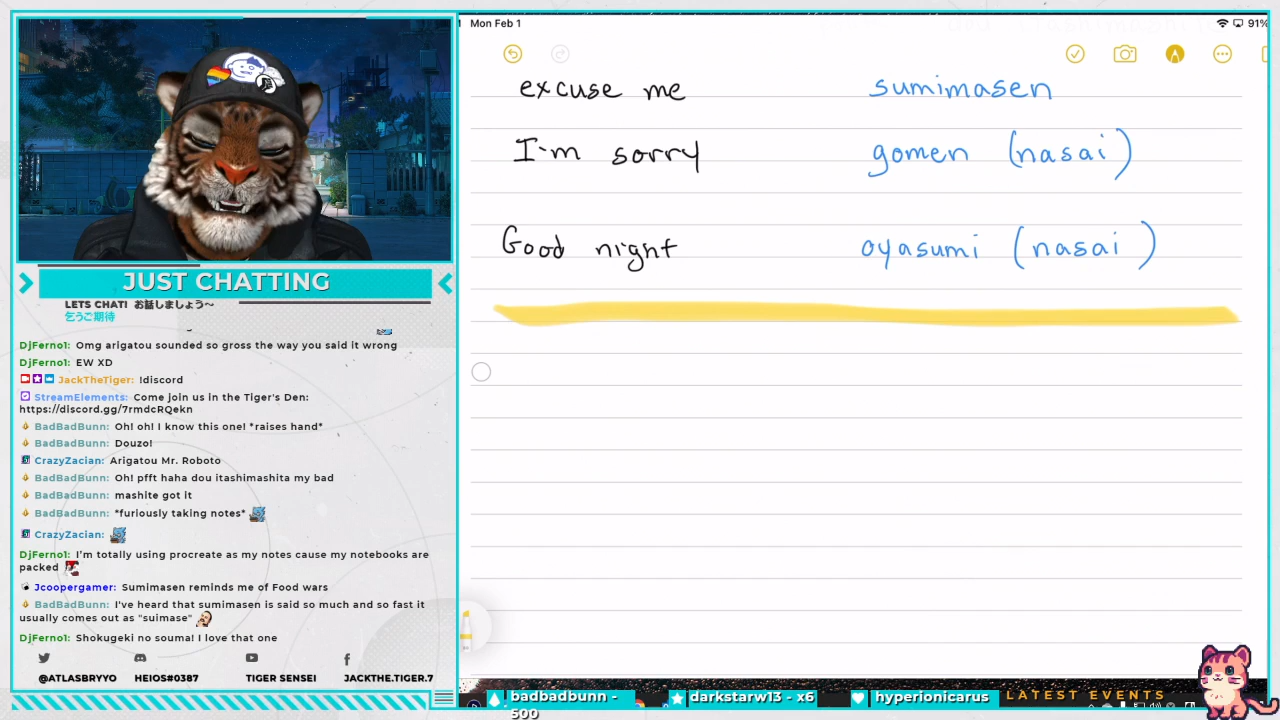 Mon Feb 1
91%
excuse me sumimasen
I'm sorry gomen (nasai)
Good night oyasumi (nasai)
JUST CHATTING
LETS CHAT! お話しましょう〜
乞うご期待
DjFerno1: Omg arigatou sounded so gross the way you said it wrong
DjFerno1: EW XD
JackTheTiger: !discord
StreamElements: Come join us in the Tiger's Den:
https://discord.gg/7rmdcRQekn
BadBadBunn: Oh! oh! I know this one! *raises hand*
BadBadBunn: Douzo!
CrazyZacian: Arigatou Mr. Roboto
BadBadBunn: Oh! pfft haha dou itashimashita my bad
BadBadBunn: mashite got it
BadBadBunn: *furiously taking notes*
CrazyZacian:
DjFerno1: I'm totally using procreate as my notes cause my notebooks are
packed
Jcoopergamer: Sumimasen reminds me of Food wars
BadBadBunn: I've heard that sumimasen is said so much and so fast it
usually comes out as "suimase"
DjFerno1: Shokugeki no souma! I love that one
@ATLASBRYYO HEIOS#0387 TIGER SENSEI JACKTHE.TIGER.7
badbadbunn -
500
darkstarw13 - x6
hyperionicarus
LATEST EVENTS